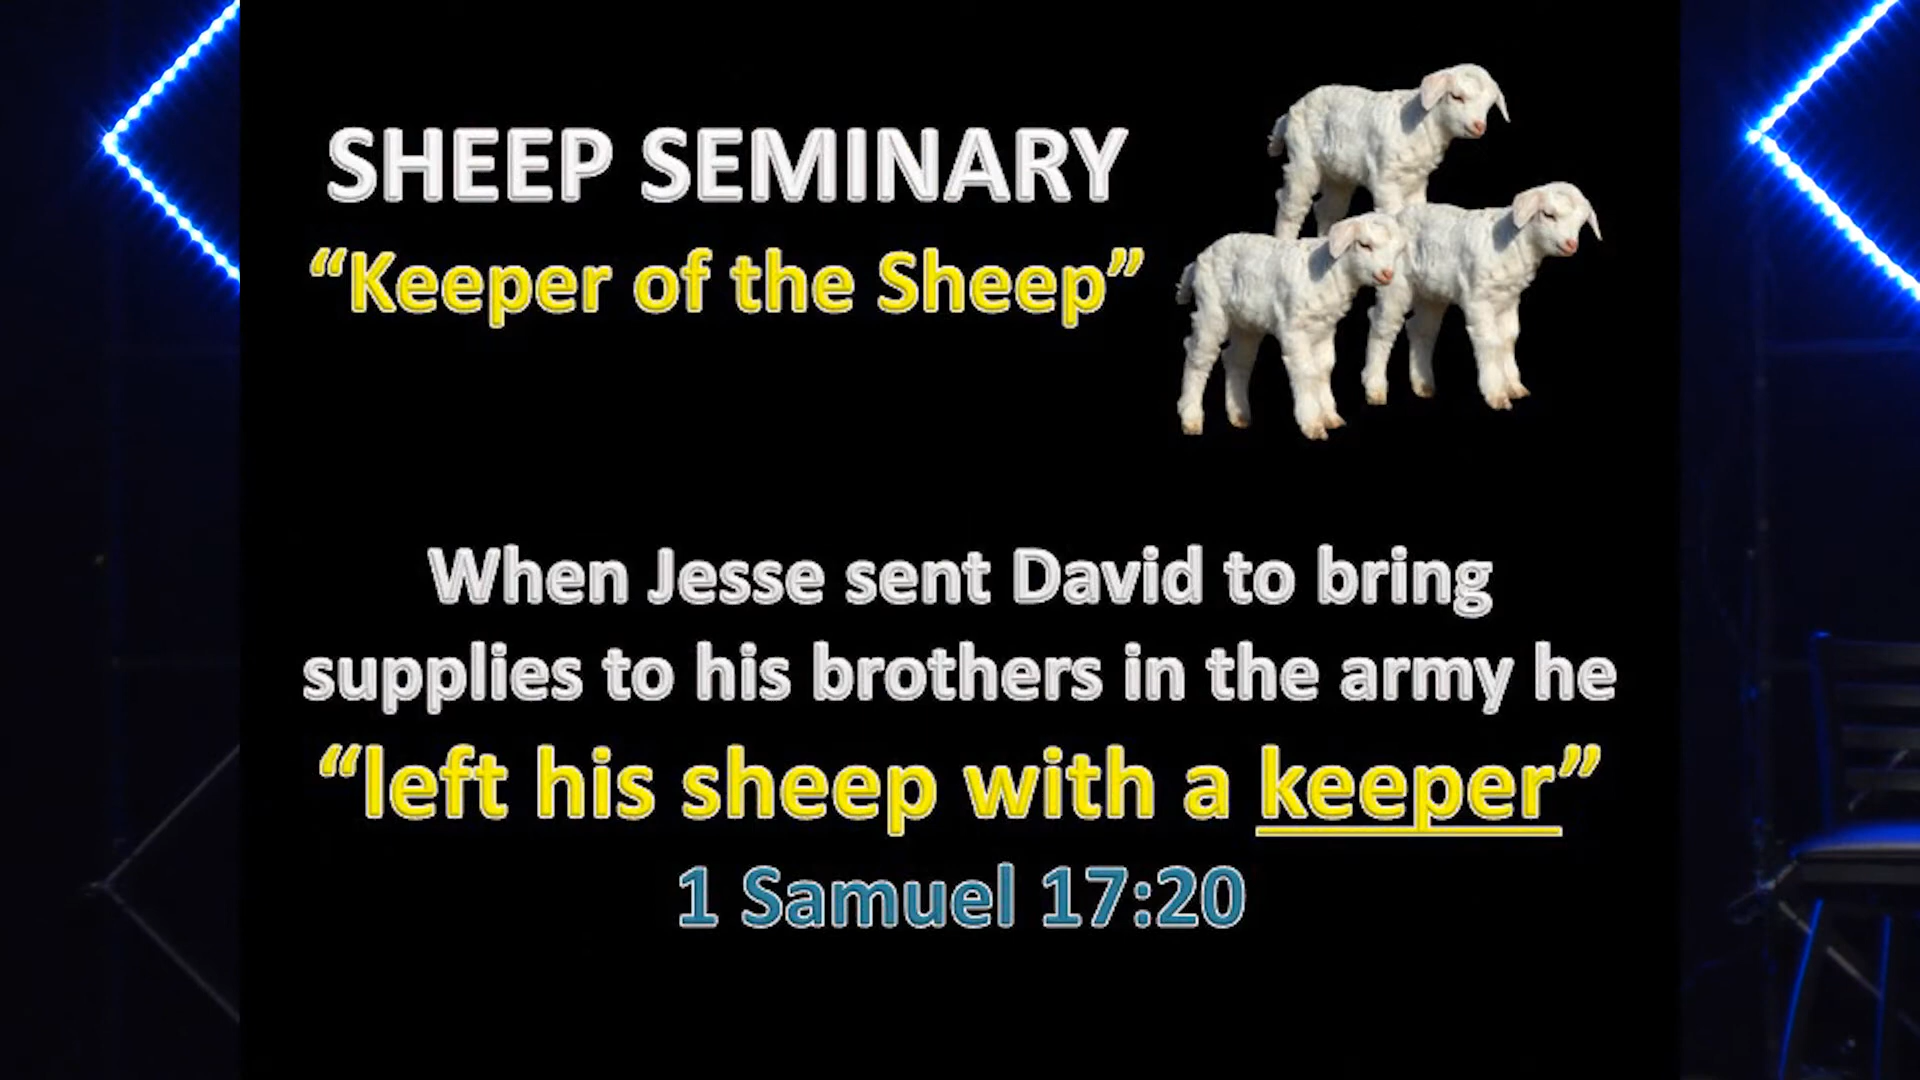 SHEEP SEMINARY
“Keeper of the Sheep”
When Jesse sent David to bring
supplies to his brothers in the army he
“left his sheep with a keeper”
1 Samuel 17:20